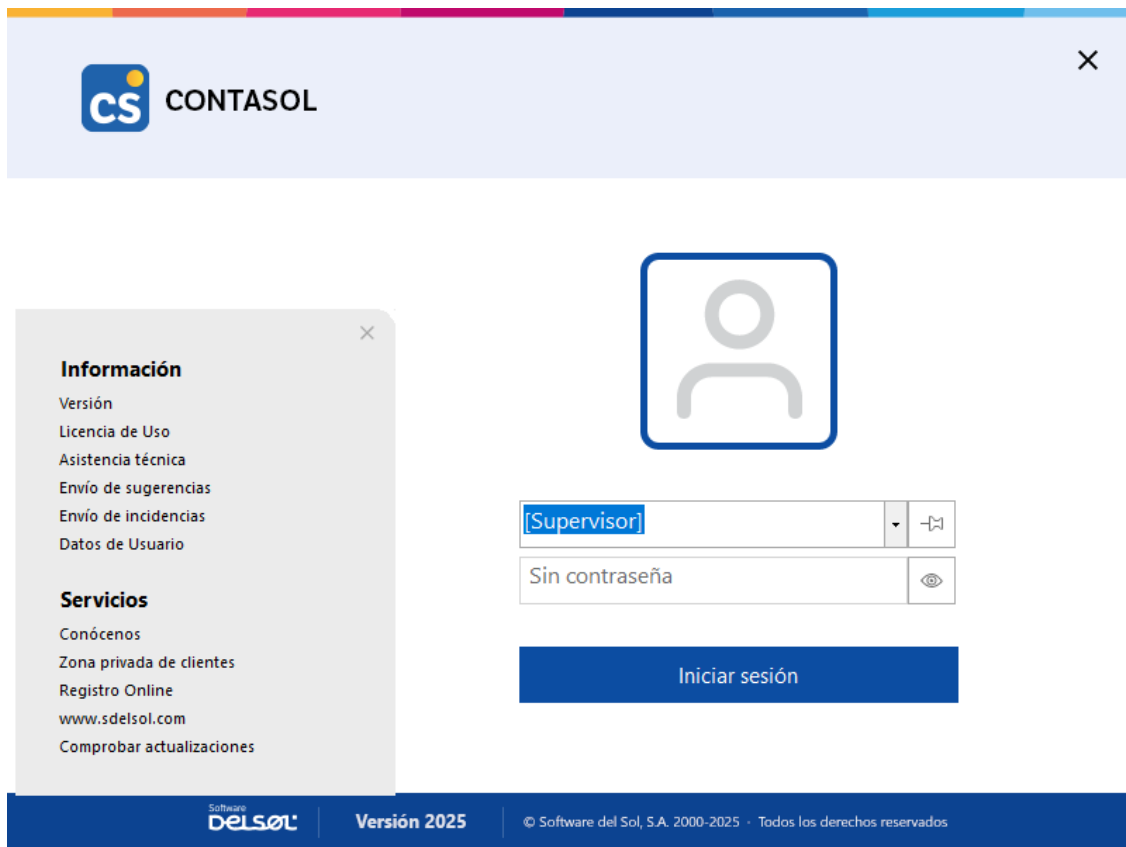 cs CONTASOL
Información
Versión
Licencia de Uso
Asistencia técnica
Envío de sugerencias
Envío de incidencias
Datos de Usuario
Servicios
Conócenos
Zona privada de clientes
Registro Online
www.sdelsol.com
Comprobar actualizaciones
[Supervisor]
Sin contraseña
Iniciar sesión
Software
DELSOL
Versión 2025
© Software del Sol, S.A. 2000-2025 · Todos los derechos reservados